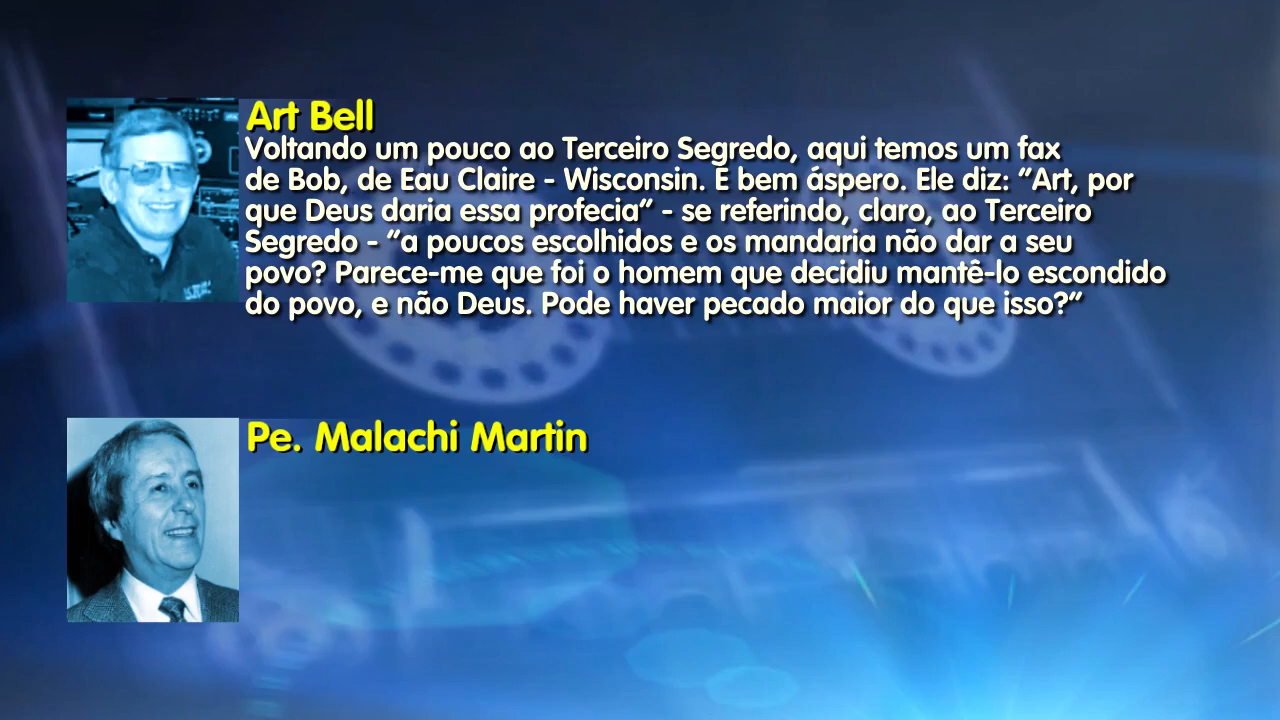 Art Bell
Voltando um pouco ao Terceiro Segredo, aqui temos um fax
de Bob, de Eau Claire - Wisconsin. É bem áspero. Ele diz: “Art, por
que Deus daria essa profecia” - se referindo, claro, ao Terceiro
Segredo - “a poucos escolhidos e os mandaria não dar a seu
povo? Parece-me que foi o homem que decidiu mantê-lo escondido
do povo, e não Deus. Pode haver pecado maior do que isso?”
Pe. Malachi Martin